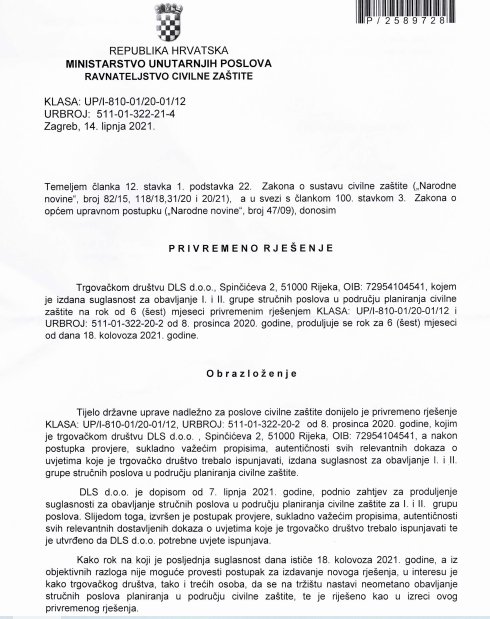 P/2589728
REPUBLIKA HRVATSKA
MINISTARSTVO UNUTARNJIH POSLOVA
RAVNATELJSTVO CIVILNE ZAŠTITE
KLASA: UP/I-810-01/20-01/12
URBROJ: 511-01-322-21-4
Zagreb, 14. lipnja 2021.
Temeljem članka 12. stavka 1. podstavka 22. Zakona o sustavu civilne zaštite („Narodne
novine", broj 82/15, 118/18,31/20 i 20/21), a u svezi s člankom 100. stavkom 3. Zakona o
općem upravnom postupku („Narodne novine", broj 47/09), donosim
PRIVREMENO RJEŠENJE
Trgovačkom društvu DLS d.o.o., Spinčićeva 2, 51000 Rijeka, OIB: 72954104541, kojem
je izdana suglasnost za obavljanje I. i II. grupe stručnih poslova u području planiranja civilne
zaštite na rok od 6 (šest) mjeseci privremenim rješenjem KLASA: UP/I-810-01/20-01/12 i
URBROJ: 511-01-322-20-2 od 8. prosinca 2020. godine, produljuje se rok za 6 (šest) mjeseci
od dana 18. kolovoza 2021. godine.
Obrazloženje
Tijelo državne uprave nadležno za poslove civilne zaštite donijelo je privremeno rješenje
KLASA: UP/I-810-01/20-01/12, URBROJ: 511-01-322-20-2 od 8. prosinca 2020. godine, kojim
je trgovačkom društvu DLS d.o.o. , Spinčićeva 2, 51000 Rijeka, OIB: 72954104541, a nakon
postupka provjere, sukladno važećim propisima, autentičnosti svih relevantnih dokaza o
uvjetima koje je trgovačko društvo trebalo ispunjavati, izdana suglasnost za obavljanje I. i II.
grupe stručnih poslova u području planiranja civilne zaštite.
DLS d.o.o. je dopisom od 7. lipnja 2021. godine, podnio zahtjev za produljenje
suglasnosti za obavljanje stručnih poslova u području planiranja civilne zaštite za I. i II. grupu
poslova. Slijedom toga, izvršen je postupak provjere, sukladno važećim propisima, autentičnosti
svih relevantnih dostavljenih dokaza o uvjetima koje je trgovačko društvo trebalo ispunjavati te
je utvrđeno da DLS d.o.o. potrebne uvjete ispunjava.
Kako rok na koji je posljednja suglasnost dana ističe 18. kolovoza 2021. godine, a iz
objektivnih razloga nije moguće provesti postupak za izdavanje novoga rješenja, u interesu je
kako trgovačkog društva, tako i trećih osoba, da se na tržištu nastavi neometano obavljanje
stručnih poslova planiranja u području civilne zaštite, te je riješeno kao u izreci ovog
privremenog rješenja.